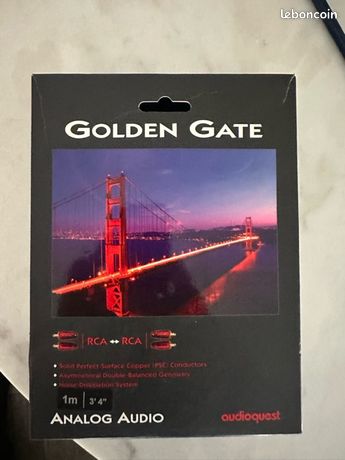 leboncoin
GOLDEN GATE
RCA ↔ RCA
• Solid Perfect-Surface Copper (PSC) Conductors
• Asymmetrical Double-Balanced Geometry
• Noise-Dissipation System
1m 3' 4"
ANALOG AUDIO audioquest